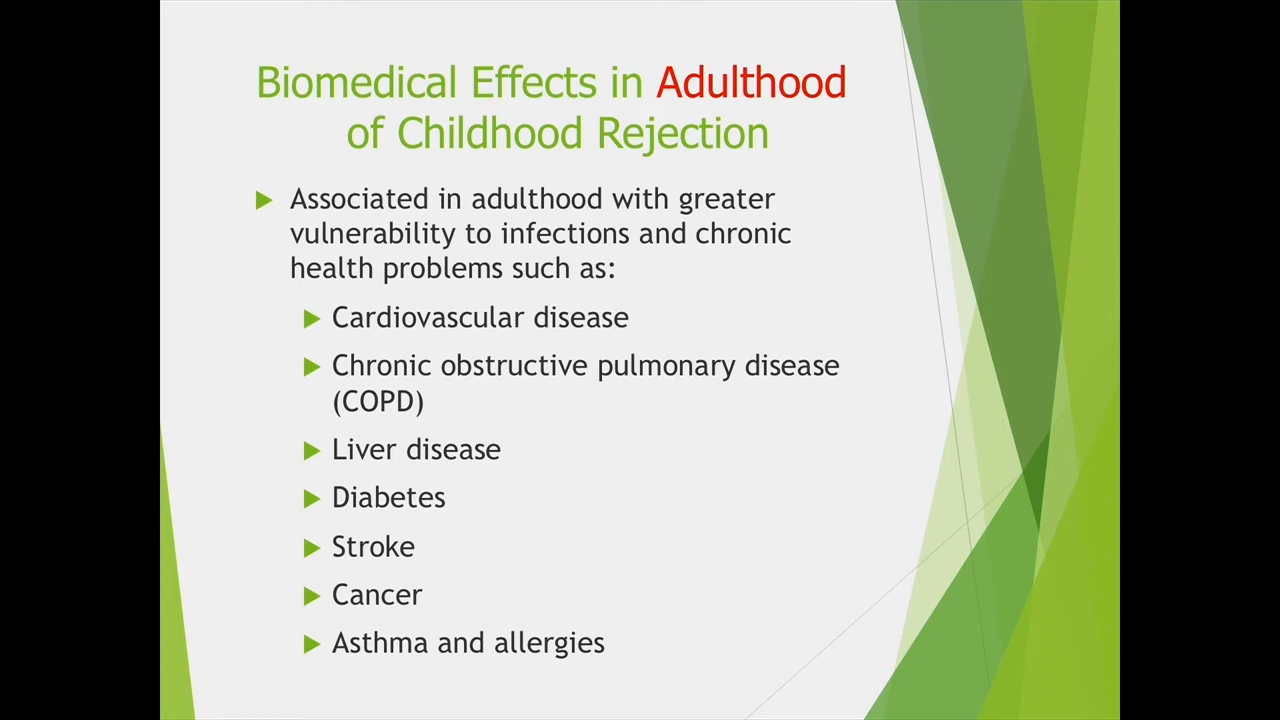 Biomedical Effects in Adulthood
of Childhood Rejection
Associated in adulthood with greater
vulnerability to infections and chronic
health problems such as:
Cardiovascular disease
Chronic obstructive pulmonary disease
(COPD)
Liver disease
Diabetes
Stroke
Cancer
Asthma and allergies